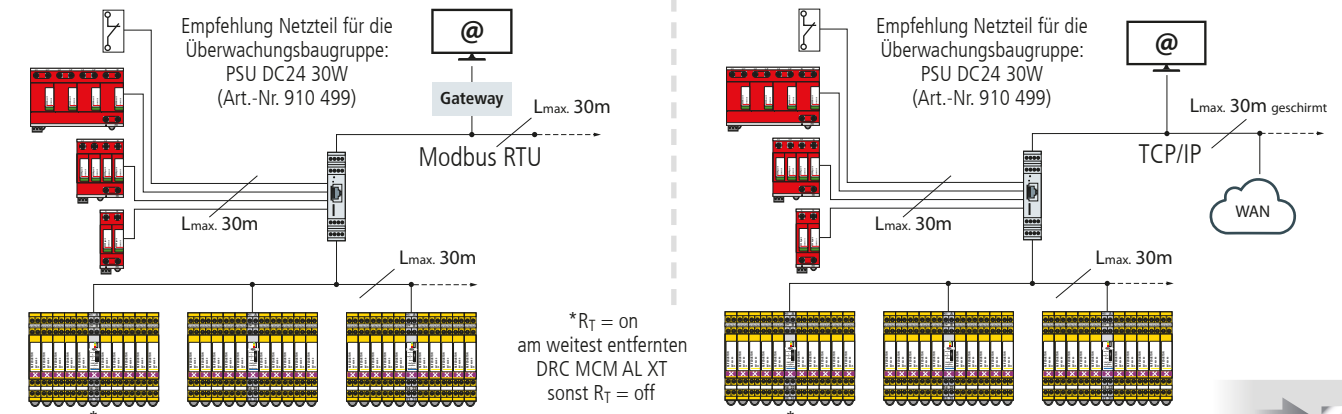 Empfehlung Netzteil für die
Überwachungsbaugruppe:
PSU DC24 30W
(Art.-Nr. 910 499)
@
Gateway
Lmax. 30m
Modbus RTU
Lmax. 30m
Lmax. 30m
*
*RT = on
am weitest entfernten
DRC MCM AL XT
sonst RT = off
Empfehlung Netzteil für die
Überwachungsbaugruppe:
PSU DC24 30W
(Art.-Nr. 910 499)
@
Lmax. 30m geschirmt
TCP/IP
WAN
Lmax. 30m
Lmax. 30m
*